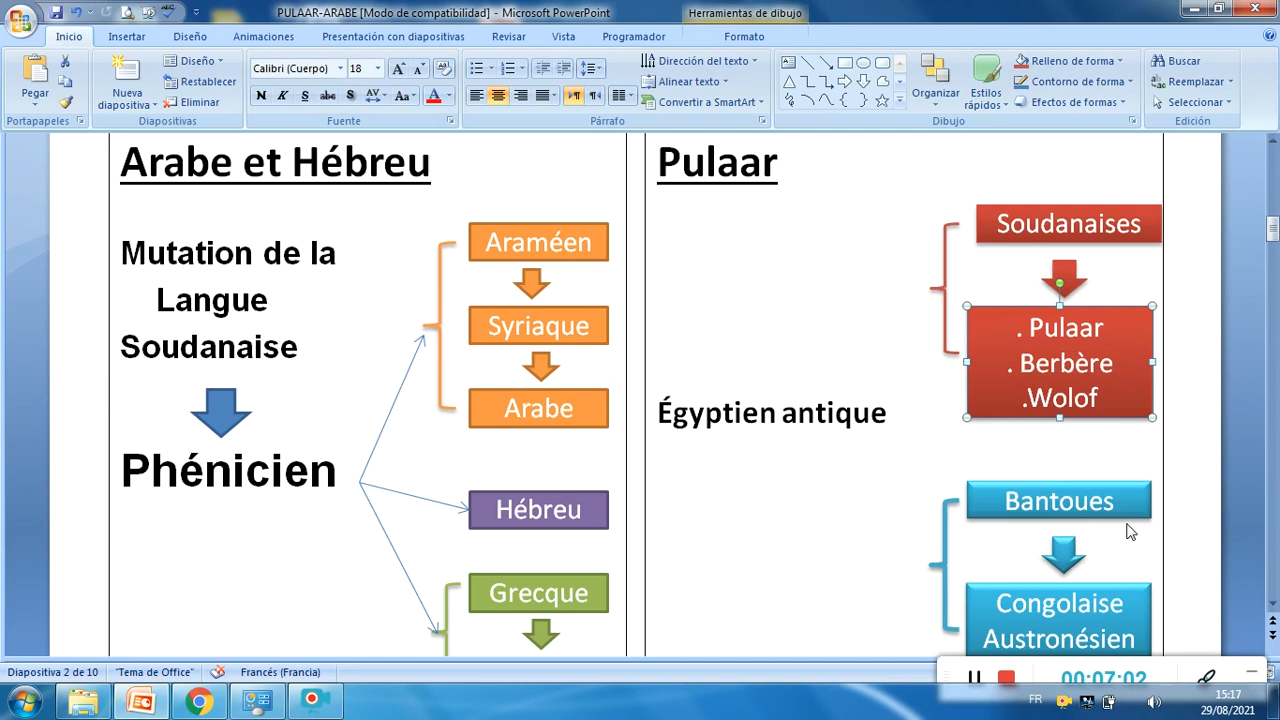 PULAAR-ARABE [Modo de compatibilidad] - Microsoft PowerPoint
Herramientas de dibujo
Inicio
Insertar
Diseño
Animaciones
Presentación con diapositivas
Revisar
Vista
Programador
Formato
Pegar
Portapapeles
Nueva
diapositiva
Diseño
Restablecer
Eliminar
Diapositivas
Calibri (Cuerpo)
18
Fuente
Párrafo
Dirección del texto
Alinear texto
Convertir a SmartArt
Organizar
Estilos
rápidos
Relleno de forma
Contorno de forma
Efectos de formas
Dibujo
Buscar
Reemplazar
Seleccionar
Edición
Arabe et Hébreu
Mutation de la
Langue
Soudanaise
Phénicien
Araméen
Syriaque
Arabe
Hébreu
Grecque
Pulaar
Égyptien antique
Soudanaises
. Pulaar
. Berbère
.Wolof
Bantoues
Congolaise
Austronésien
Diapositiva 2 de 10
"Tema de Office"
Francés (Francia)
00:07:02
FR
15:17
29/08/2021